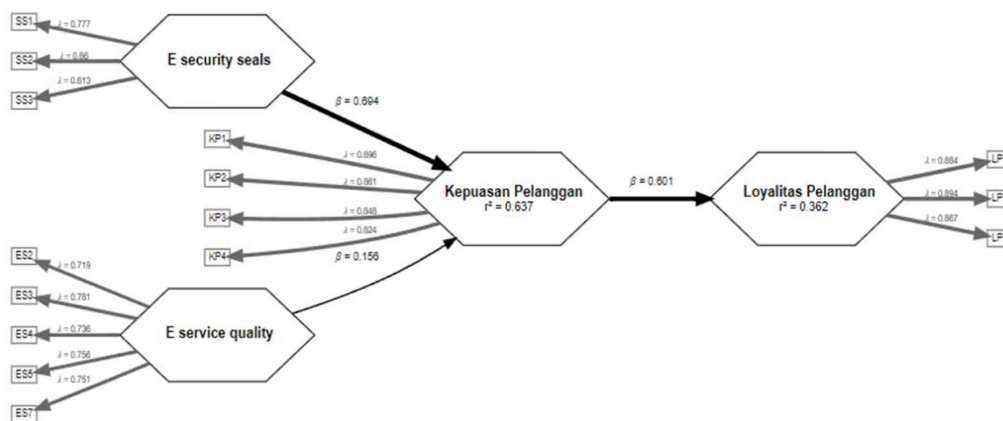 SS1
λ = 0.777
SS2
λ = 0.86
SS3
λ = 0.813
E security seals
β = 0.694
KP1
λ = 0.896
KP2
λ = 0.861
KP3
λ = 0.848
KP4
λ = 0.824
Kepuasan Pelanggan
r² = 0.637
β = 0.601
Loyalitas Pelanggan
r² = 0.362
λ = 0.884
LP
λ = 0.894
LP
λ = 0.867
LP
β = 0.156
ES2
λ = 0.719
ES3
λ = 0.781
ES4
λ = 0.736
ES5
λ = 0.756
ES7
λ = 0.751
E service quality